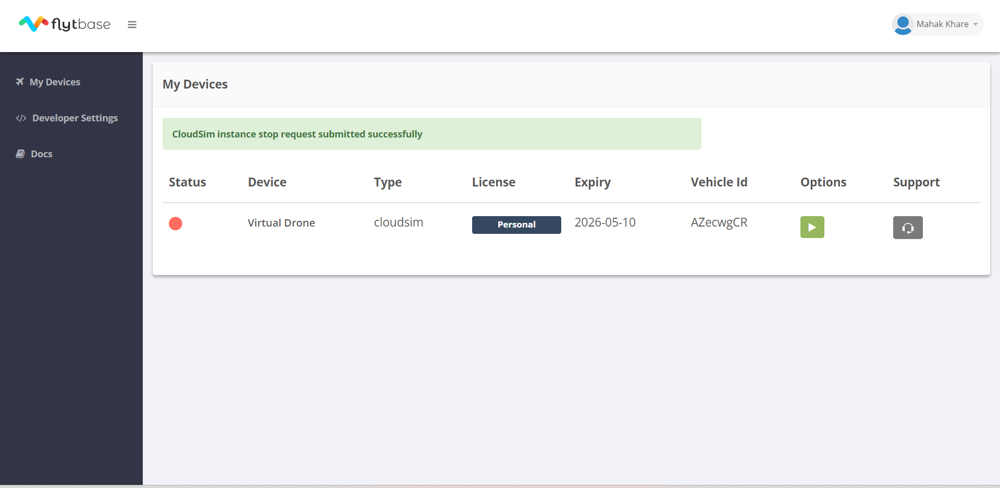 flytbase
Mahak Khare
My Devices
Developer Settings
Docs
My Devices
CloudSim instance stop request submitted successfully
Status Device Type License Expiry Vehicle Id Options Support
Virtual Drone cloudsim Personal 2026-05-10 AZecwgCR